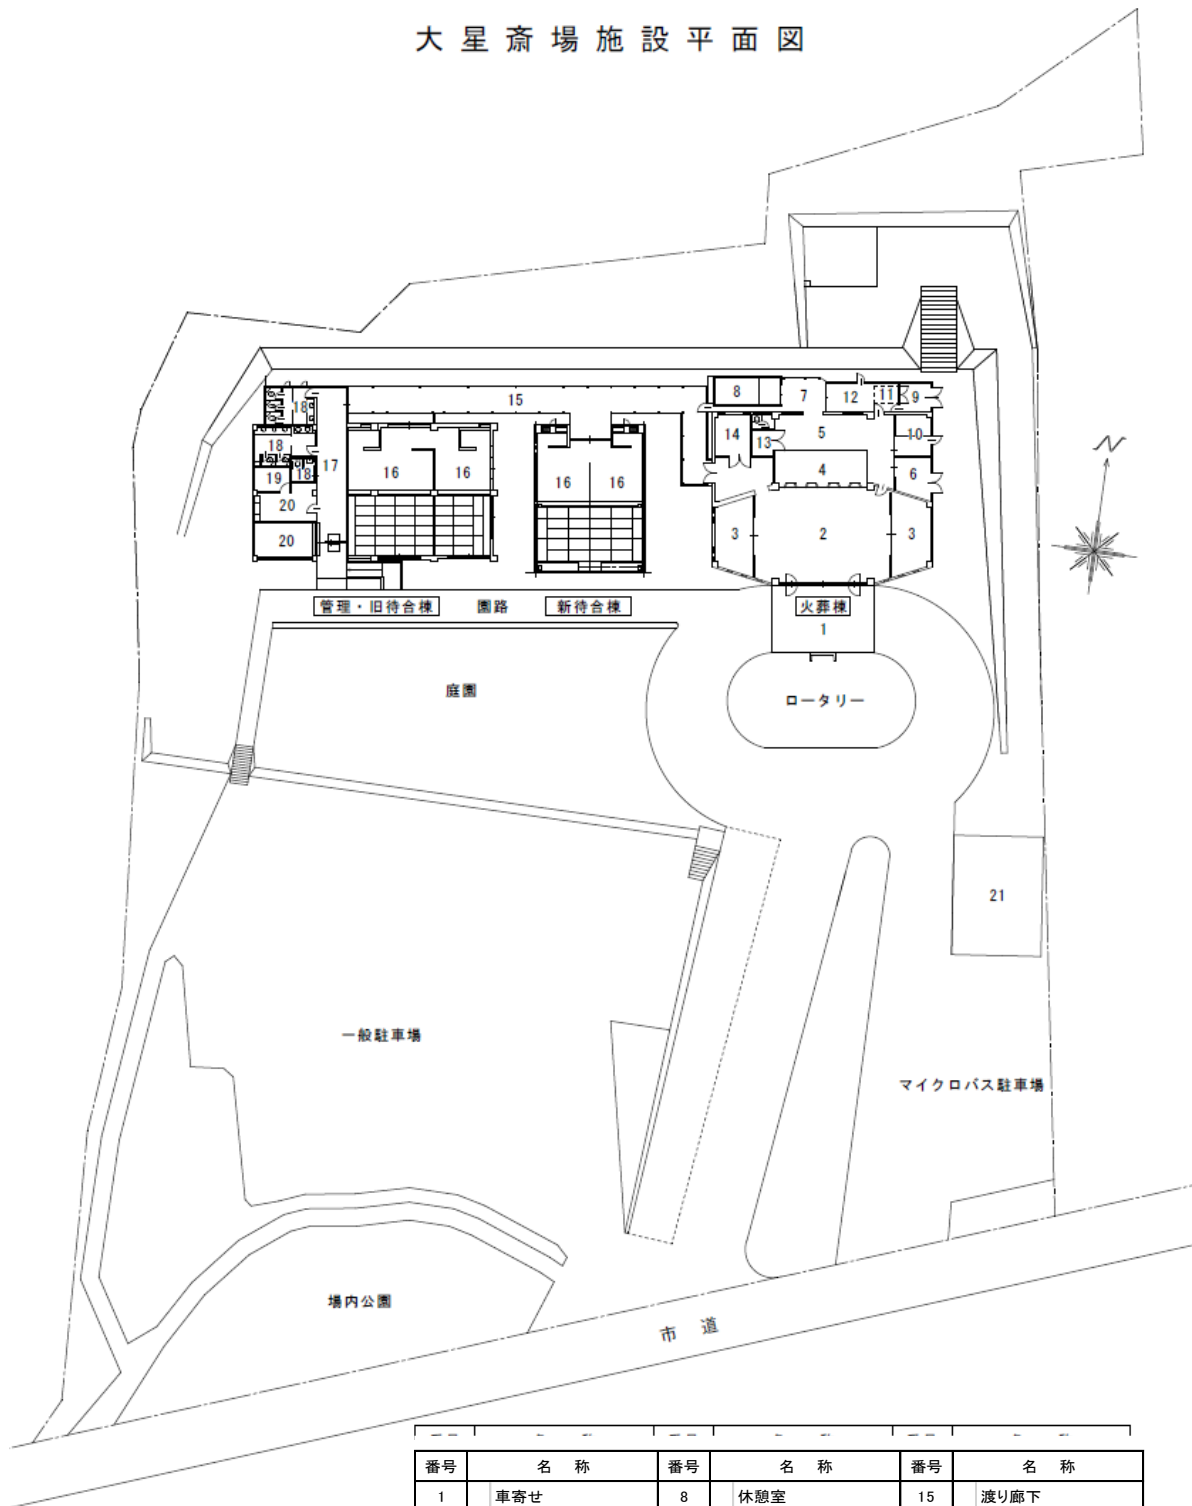 大星斎場施設平面図
N
8
7
12
11
9
15
18
14
13
5
10
18
17
16
16
16
16
4
6
19
18
20
20
3
2
3
管理・旧待合棟
園路
新待合棟
火葬棟
1
庭園
ロータリー
21
一般駐車場
マイクロバス駐車場
場内公園
市 道
番号 名 称 番号 名 称 番号 名 称
1 車寄せ 8 休憩室 15 渡り廊下